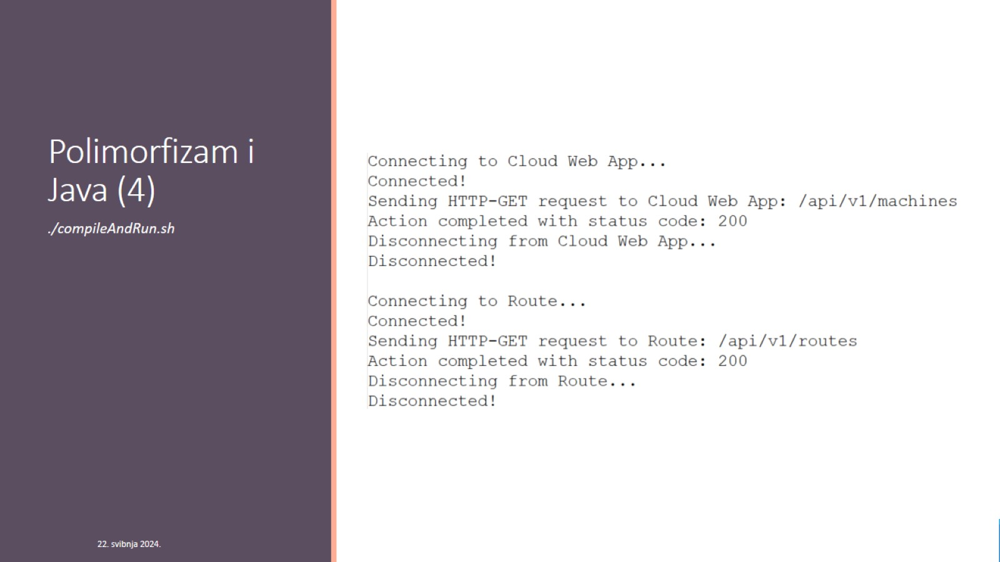 Polimorfizam i
Java (4)
./compileAndRun.sh
22. svibnja 2024.
Connecting to Cloud Web App...
Connected!
Sending HTTP-GET request to Cloud Web App: /api/v1/machines
Action completed with status code: 200
Disconnecting from Cloud Web App...
Disconnected!
Connecting to Route...
Connected!
Sending HTTP-GET request to Route: /api/v1/routes
Action completed with status code: 200
Disconnecting from Route...
Disconnected!